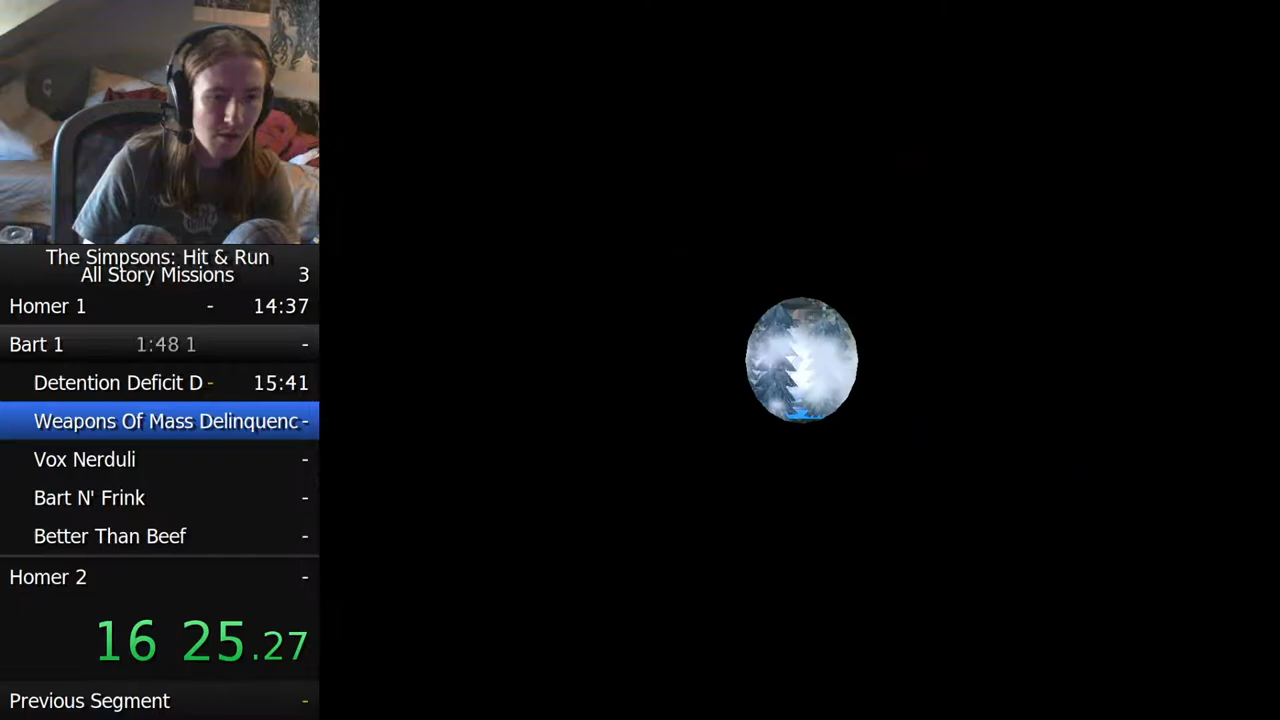 The Simpsons: Hit & Run
All Story Missions 3
Homer 1 - 14:37
Bart 1 1:48 1 -
Detention Deficit D - 15:41
Weapons Of Mass Delinquenc -
Vox Nerduli -
Bart N' Frink -
Better Than Beef -
Homer 2 -
16 25.27
Previous Segment -